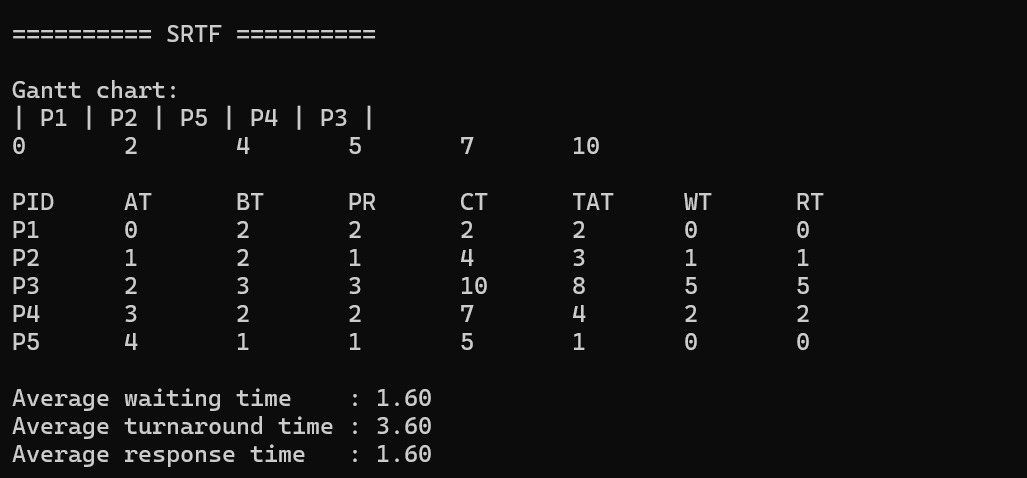 ========== SRTF ==========
Gantt chart:
| P1 | P2 | P5 | P4 | P3 |
0       2       4       5       7       10
PID     AT      BT      PR      CT      TAT     WT      RT
P1      0       2       2       2       2       0       0
P2      1       2       1       4       3       1       1
P3      2       3       3       10      8       5       5
P4      3       2       2       7       4       2       2
P5      4       1       1       5       1       0       0
Average waiting time    : 1.60
Average turnaround time : 3.60
Average response time   : 1.60